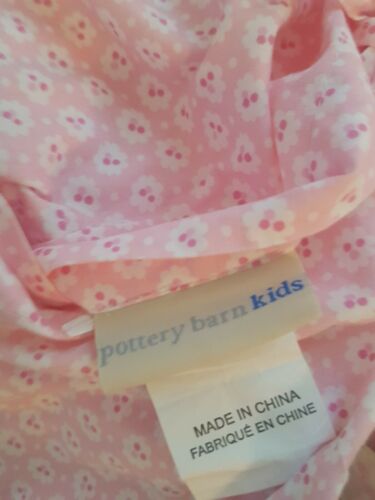 pottery barn kids
MADE IN CHINA
FABRIQUÉ EN CHINE